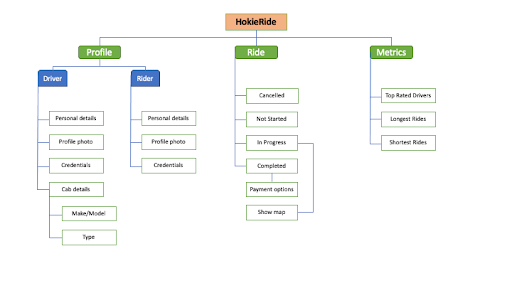 HokieRide
Profile
Ride
Metrics
Driver
Rider
Personal details
Profile photo
Credentials
Cab details
Make/Model
Type
Personal details
Profile photo
Credentials
Cancelled
Not Started
In Progress
Completed
Payment options
Show map
Top Rated Drivers
Longest Rides
Shortest Rides